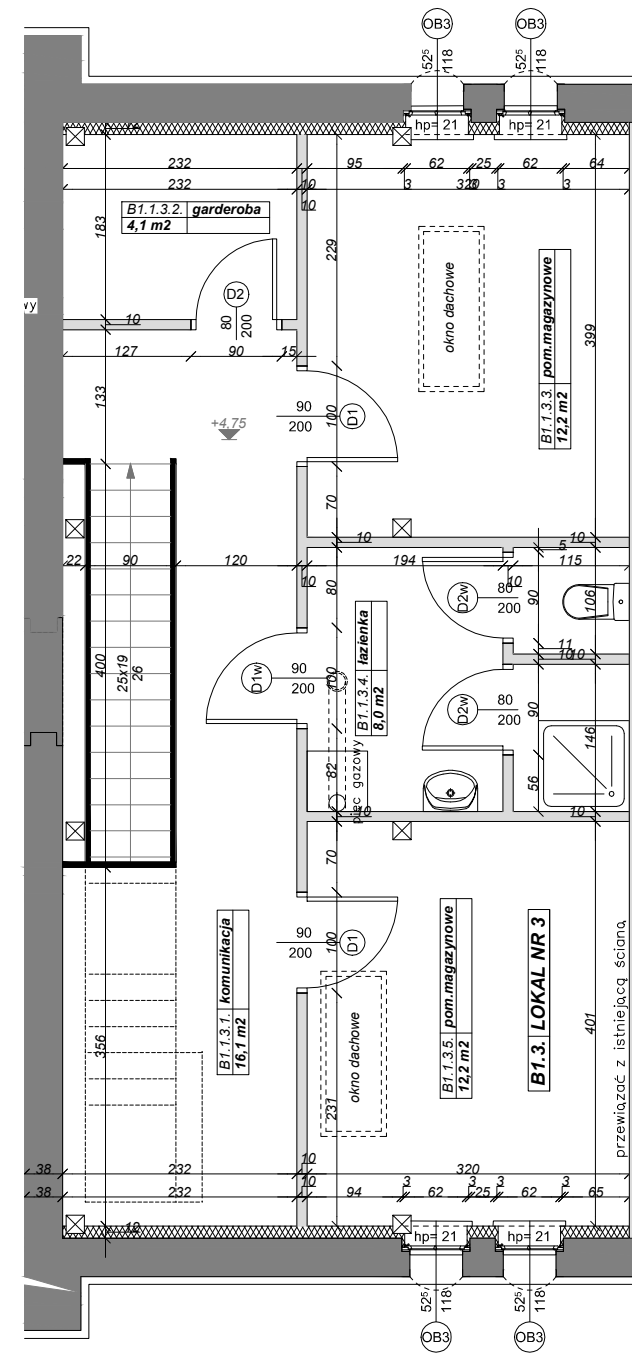 OB3 OB3
52⁵ 118 52⁵ 118
hp= 21 hp= 21
232 95 62 25 62 64
232 10 3 3 3 3
10
B1.1.3.2. garderoba
4,1 m2
183
229
okno dachowe
B1.1.3.3. pom.magazynowe
12,2 m2
399
wy
D2
80
200
10
127 90 15
133
+4,75
90
200
100
D1
70
10 10
5
22 90 120 194 115
10 10
80
D2w
80
200
90
106
11
10 10
400
25x19
26
B1.1.3.4. łazienka
8,0 m2
D1w
90
200
100
D2w
80
200
90
146
56
82
piec gazowy
10 10
70
90
200
100
D1
B1.1.3.1. komunikacja
16,1 m2
B1.1.3.5. pom.magazynowe
12,2 m2
B1.3. LOKAL NR 3
przewiązać z istniejącą ścianą
356
okno dachowe
231
401
10
38 232 320
10
38 232 94 3 62 3 25 3 62 3 65
12
hp= 21 hp= 21
52⁵ 118 52⁵ 118
OB3 OB3